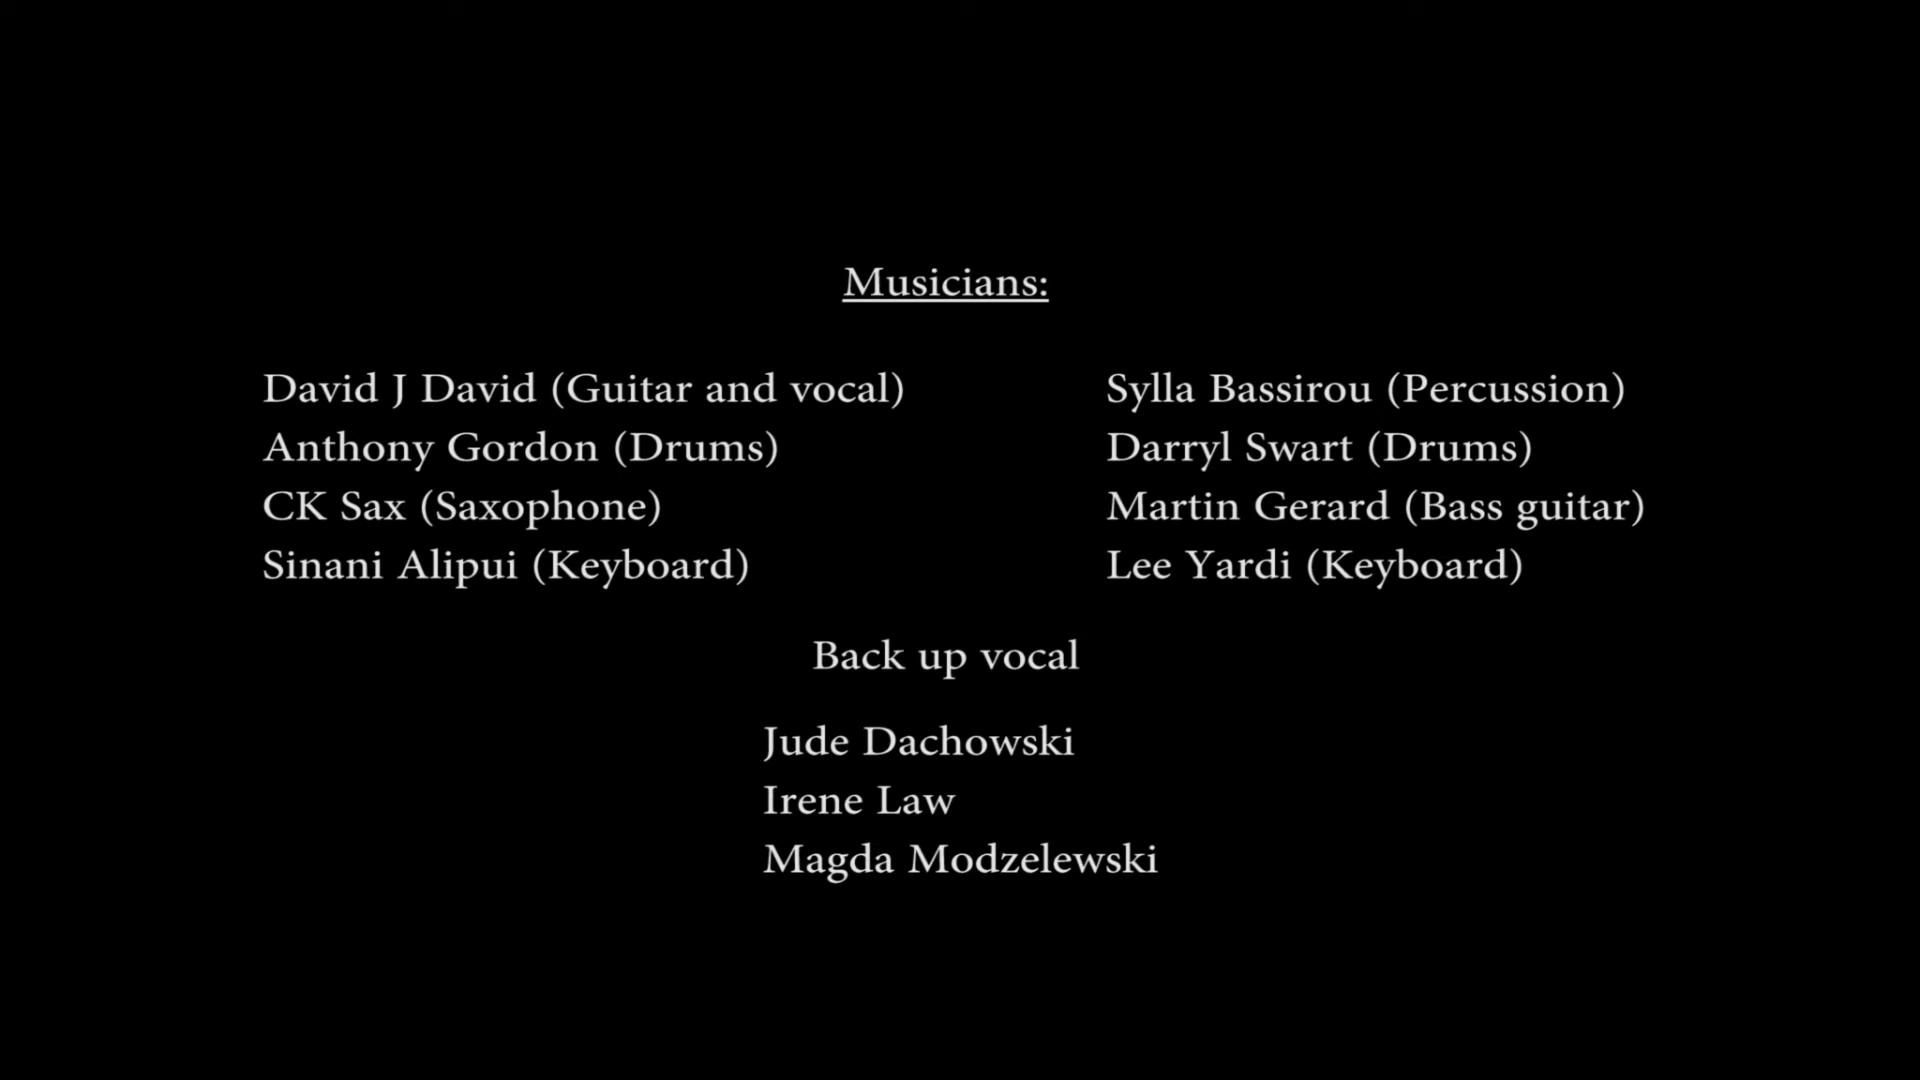 Musicians:
David J David (Guitar and vocal)
Anthony Gordon (Drums)
CK Sax (Saxophone)
Sinani Alipui (Keyboard)
Sylla Bassirou (Percussion)
Darryl Swart (Drums)
Martin Gerard (Bass guitar)
Lee Yardi (Keyboard)
Back up vocal
Jude Dachowski
Irene Law
Magda Modzelewski